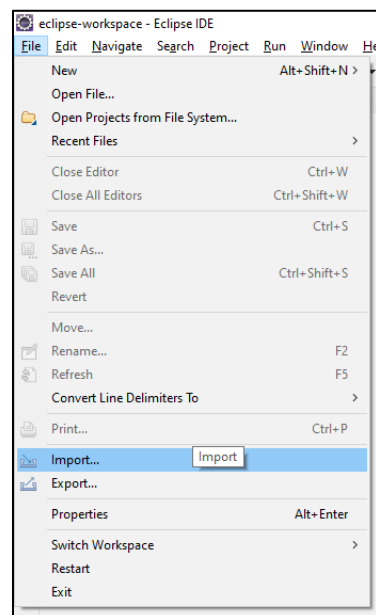 eclipse-workspace - Eclipse IDE
File Edit Navigate Search Project Run Window He
New Alt+Shift+N >
Open File...
Open Projects from File System...
Recent Files >
Close Editor Ctrl+W
Close All Editors Ctrl+Shift+W
Save Ctrl+S
Save As...
Save All Ctrl+Shift+S
Revert
Move...
Rename... F2
Refresh F5
Convert Line Delimiters To >
Print... Ctrl+P
Import... Import
Export...
Properties Alt+Enter
Switch Workspace >
Restart
Exit